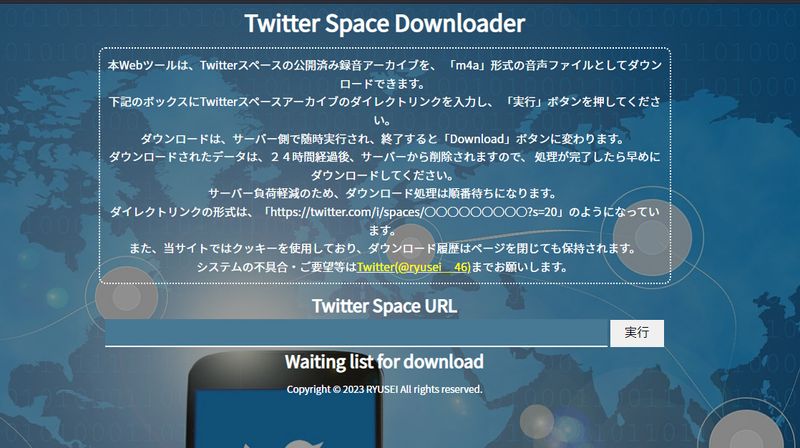 Twitter Space Downloader
本Webツールは、Twitterスペースの公開済み録音アーカイブを、 「m4a」形式の音声ファイルとしてダウン
ロードできます。
下記のボックスにTwitterスペースアーカイブのダイレクトリンクを入力し、 「実行」ボタンを押してくださ
い。
ダウンロードは、サーバー側で随時実行され、終了すると「Download」ボタンに変わります。
ダウンロードされたデータは、２４時間経過後、サーバーから削除されますので、 処理が完了したら早めに
ダウンロードしてください。
サーバー負荷軽減のため、ダウンロード処理は順番待ちになります。
ダイレクトリンクの形式は、「https://twitter.com/i/spaces/〇〇〇〇〇〇〇〇〇?s=20」のようになっていま
す。
また、当サイトではクッキーを使用しており、ダウンロード履歴はページを閉じても保持されます。
システムの不具合・ご要望等はTwitter(@ryusei__46)までお願いします。
Twitter Space URL
実行
Waiting list for download
Copyright © 2023 RYUSEI All rights reserved.